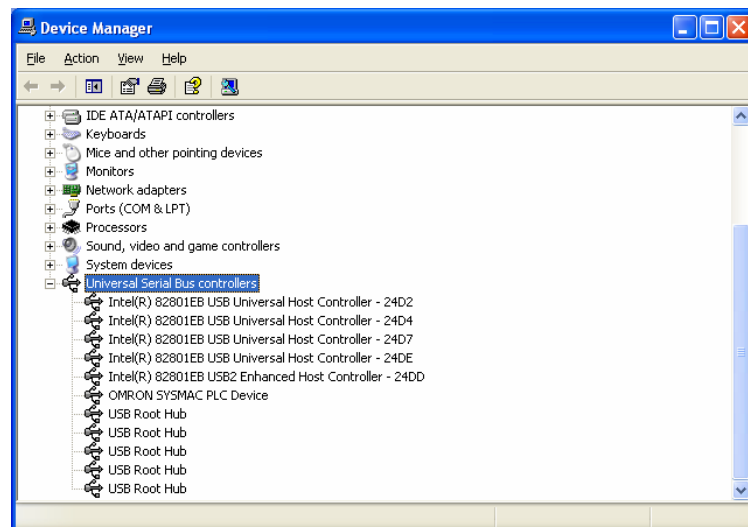 Device Manager
File Action View Help
IDE ATA/ATAPI controllers
Keyboards
Mice and other pointing devices
Monitors
Network adapters
Ports (COM & LPT)
Processors
Sound, video and game controllers
System devices
Universal Serial Bus controllers
Intel(R) 82801EB USB Universal Host Controller - 24D2
Intel(R) 82801EB USB Universal Host Controller - 24D4
Intel(R) 82801EB USB Universal Host Controller - 24D7
Intel(R) 82801EB USB Universal Host Controller - 24DE
Intel(R) 82801EB USB2 Enhanced Host Controller - 24DD
OMRON SYSMAC PLC Device
USB Root Hub
USB Root Hub
USB Root Hub
USB Root Hub
USB Root Hub